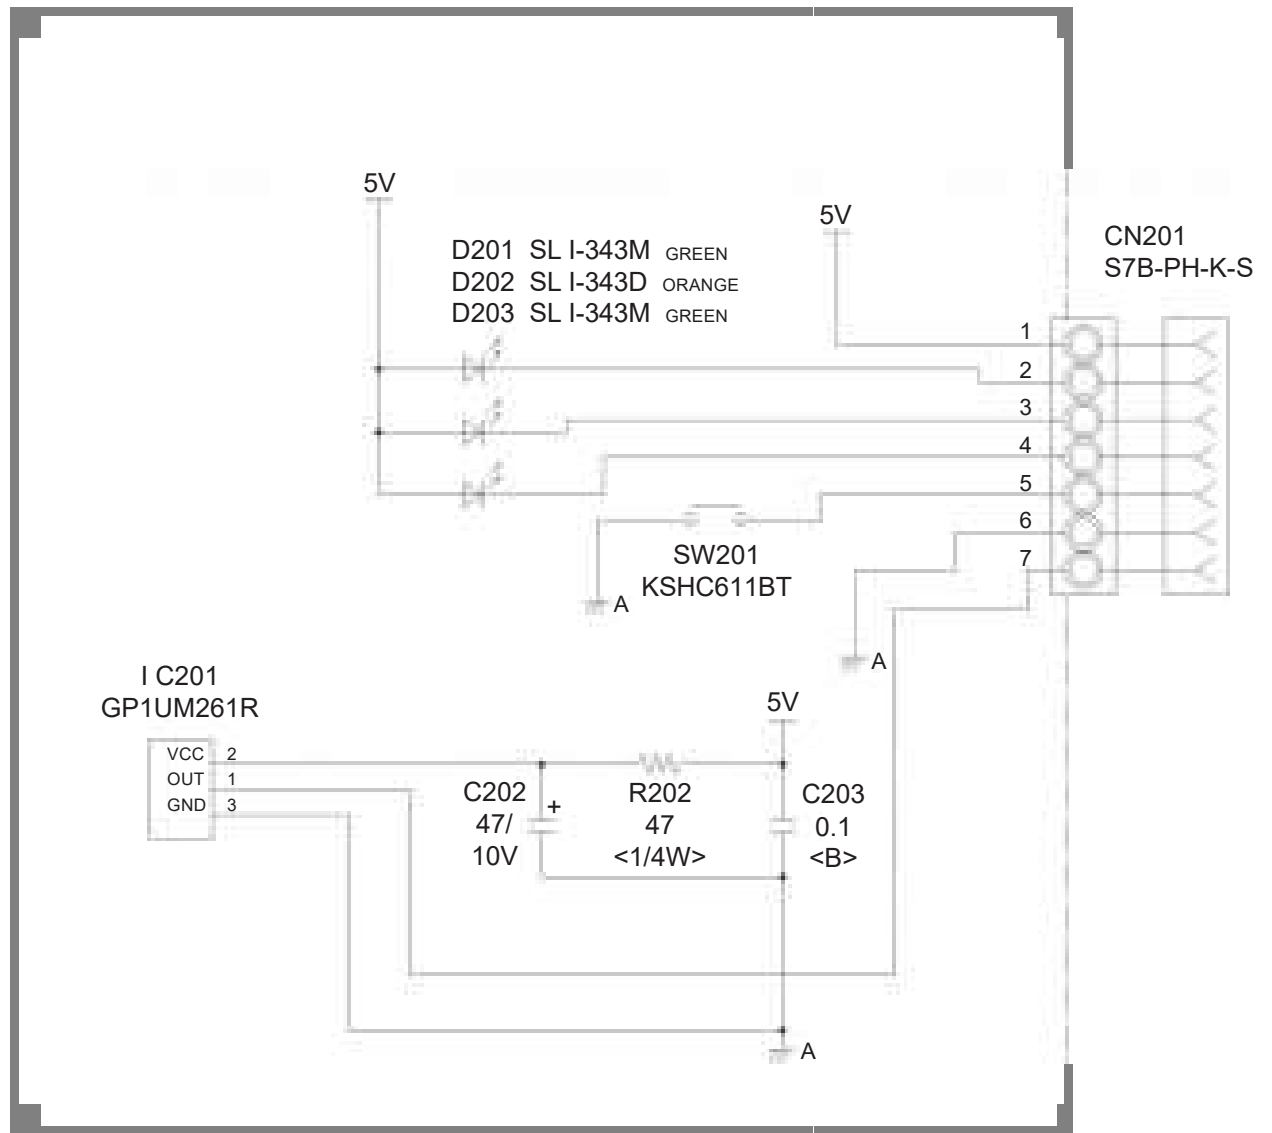 5V
5V
D201 SL I-343M GREEN
D202 SL I-343D ORANGE
D203 SL I-343M GREEN
CN201
S7B-PH-K-S
1
2
3
4
5
6
7
SW201
KSHC611BT
A
A
I C201
GP1UM261R
VCC 2
OUT 1
GND 3
5V
C202
47/
10V
+
R202
47
<1/4W>
C203
0.1
<B>
A